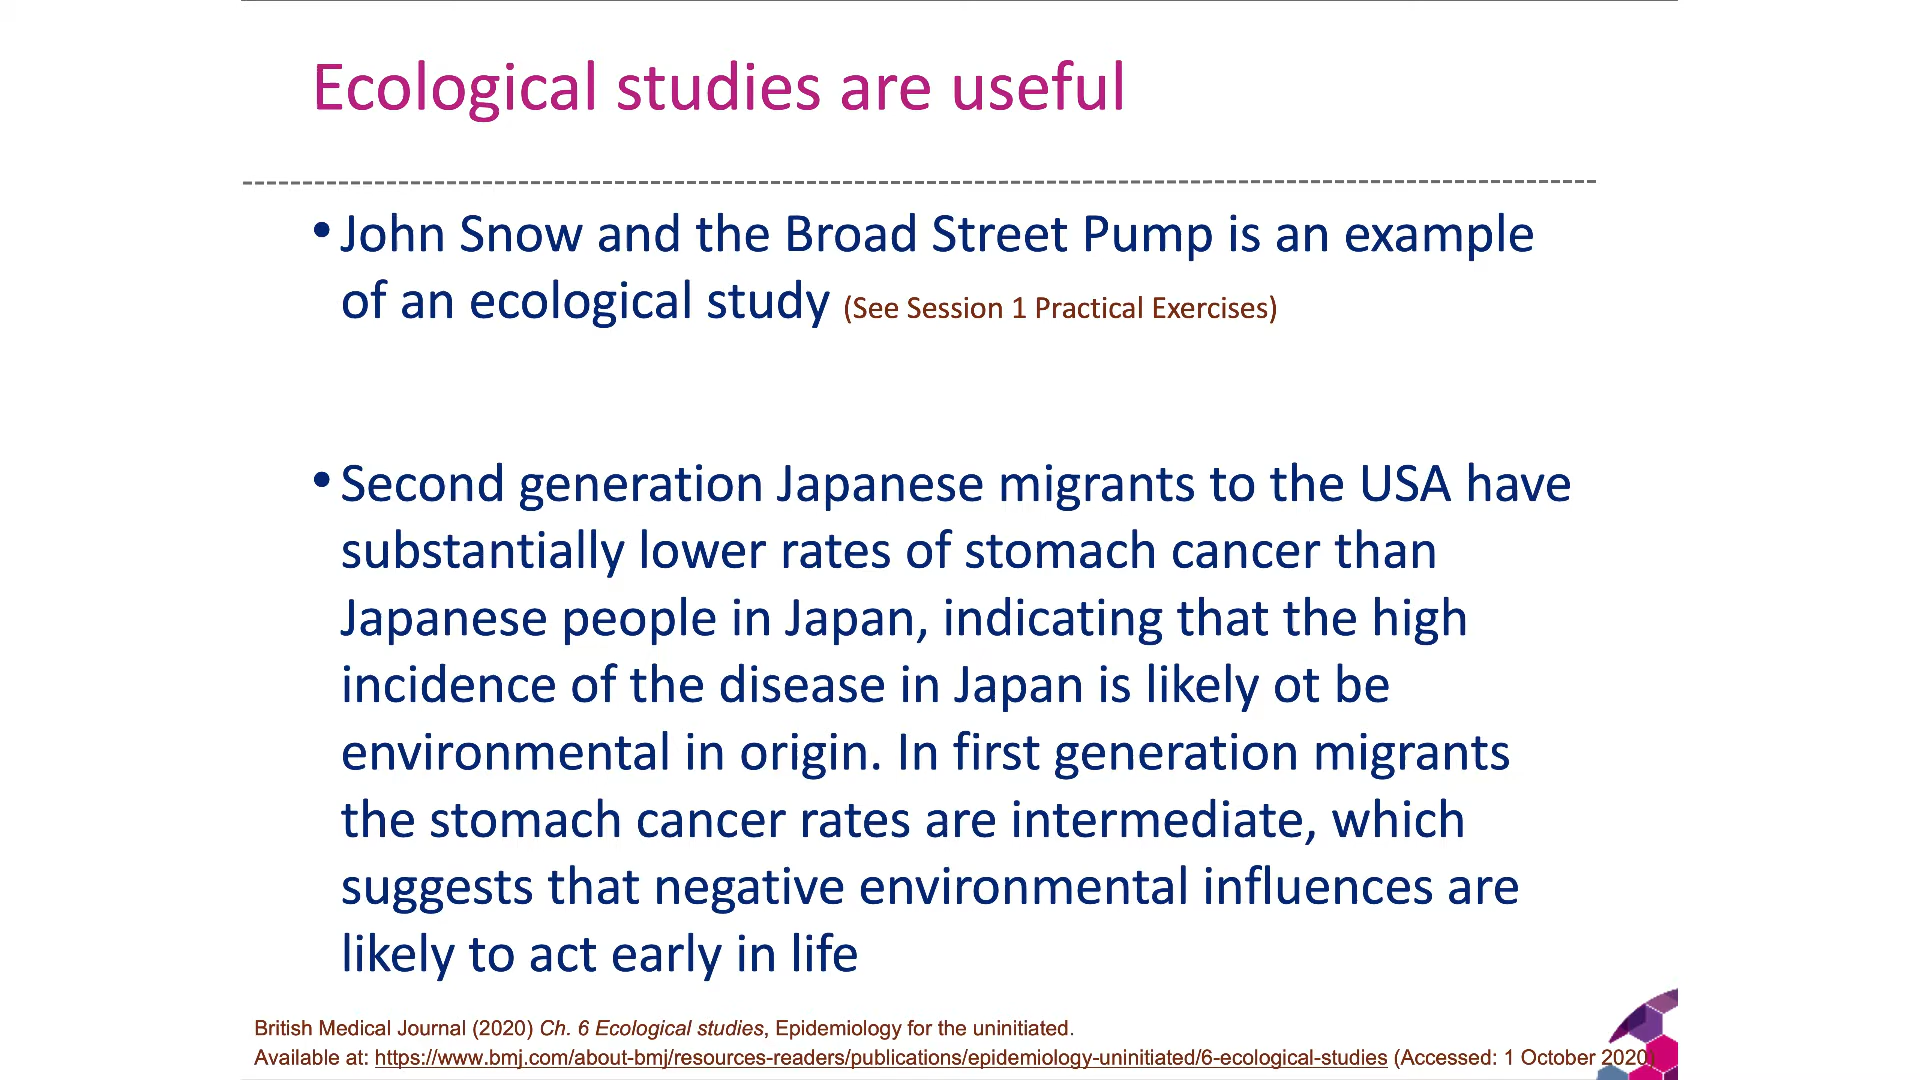 Ecological studies are useful
• John Snow and the Broad Street Pump is an example
of an ecological study (See Session 1 Practical Exercises)
• Second generation Japanese migrants to the USA have
substantially lower rates of stomach cancer than
Japanese people in Japan, indicating that the high
incidence of the disease in Japan is likely ot be
environmental in origin. In first generation migrants
the stomach cancer rates are intermediate, which
suggests that negative environmental influences are
likely to act early in life
British Medical Journal (2020) Ch. 6 Ecological studies, Epidemiology for the uninitiated.
Available at: https://www.bmj.com/about-bmj/resources-readers/publications/epidemiology-uninitiated/6-ecological-studies (Accessed: 1 October 2020)